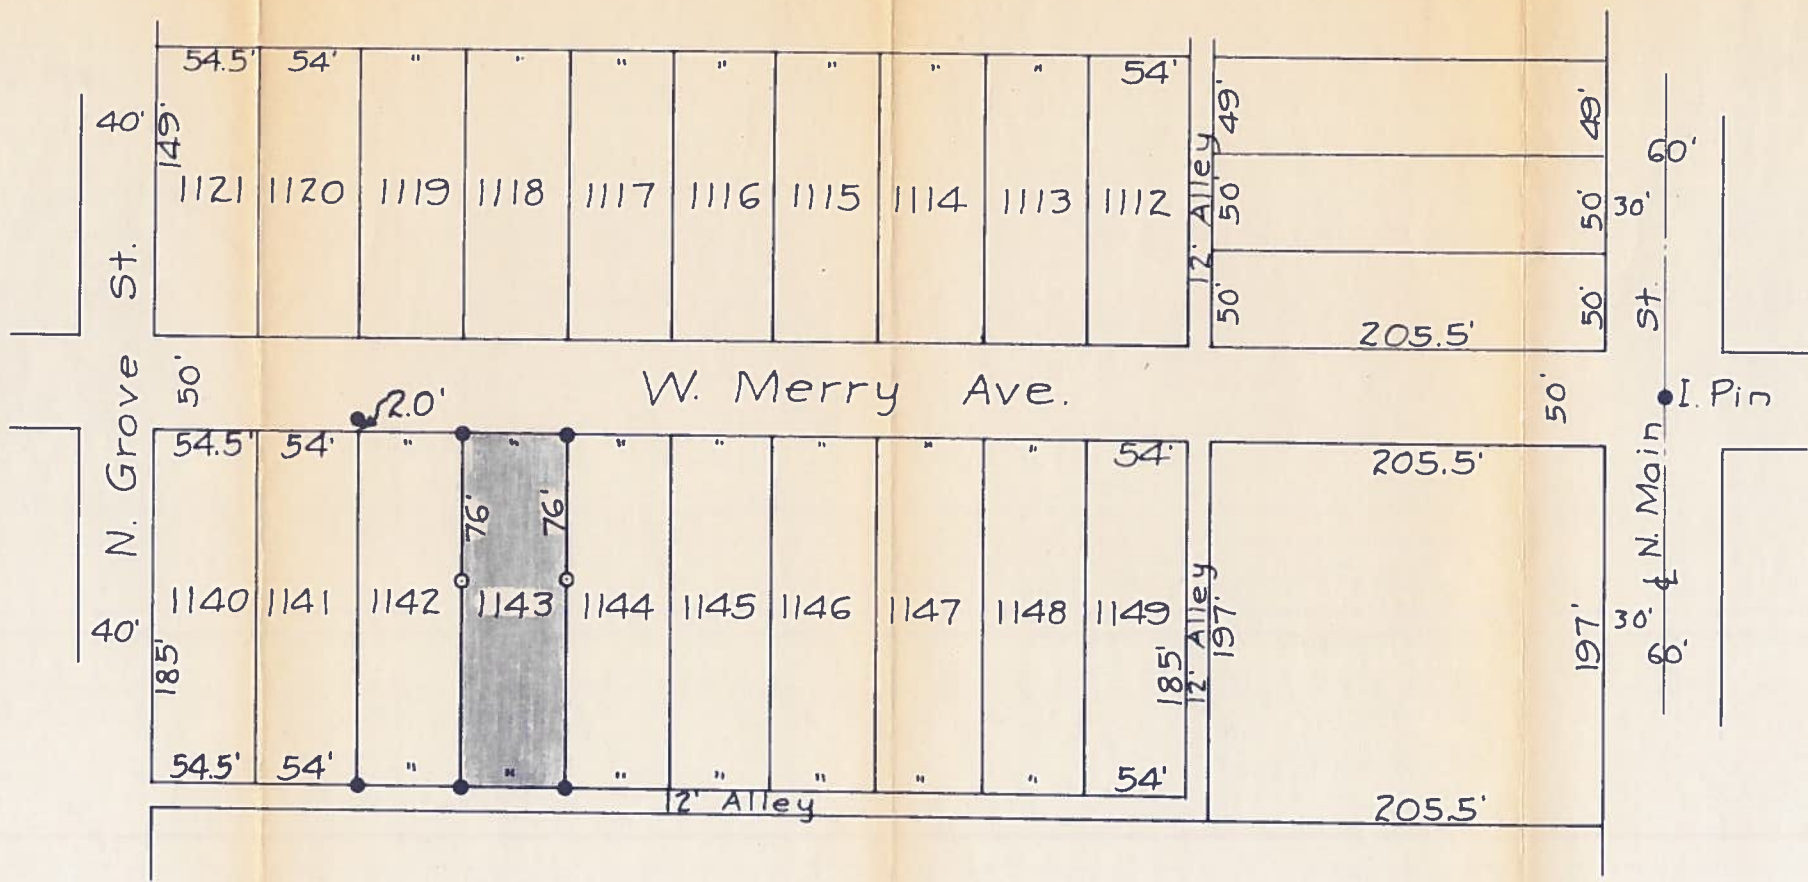 54.5' 54' " " " " " " " 54'
40' 149' 49' 49'
60'
12' Alley
1121 1120 1119 1118 1117 1116 1115 1114 1113 1112 50' 50' 30'
50' 50'
205.5'
N. Grove St.
50'
W. Merry Ave.
50'
2.0'
I. Pin
℄ N. Main St.
54.5' 54' " " " " " " " 54'
205.5'
76' 76'
1140 1141 1142 1143 1144 1145 1146 1147 1148 1149
12' Alley
197' 197' 30'
40'
185' 185' 60'
54.5' 54' " " " " " " " 54'
12' Alley
205.5'